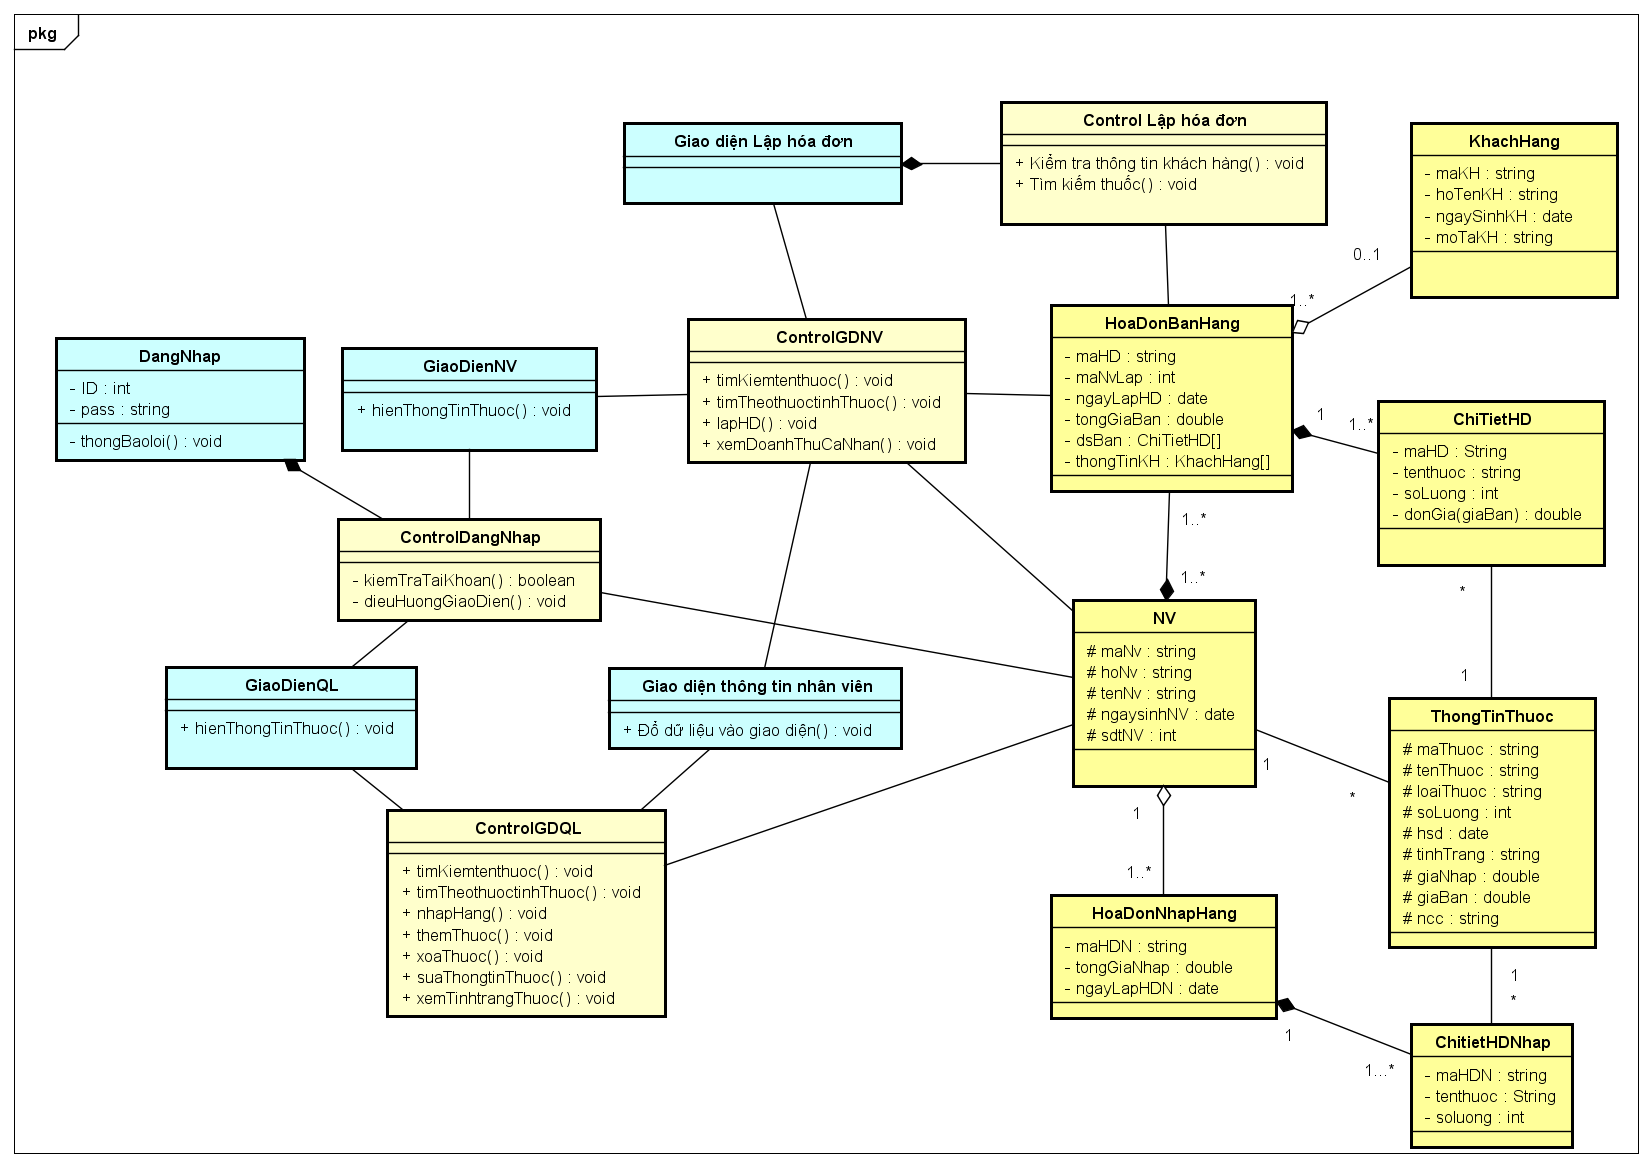 pkg
Giao diện Lập hóa đơn
Control Lập hóa đơn
+ Kiểm tra thông tin khách hàng() : void
+ Tìm kiếm thuốc() : void
KhachHang
- maKH : string
- hoTenKH : string
- ngaySinhKH : date
- moTaKH : string
0..1
1..*
DangNhap
- ID : int
- pass : string
- thongBaoloi() : void
GiaoDienNV
+ hienThongTinThuoc() : void
ControlGDNV
+ timKiemtenthuoc() : void
+ timTheothuoctinhThuoc() : void
+ lapHD() : void
+ xemDoanhThuCaNhan() : void
HoaDonBanHang
- maHD : string
- maNvLap : int
- ngayLapHD : date
- tongGiaBan : double
- dsBan : ChiTietHD[]
- thongTinKH : KhachHang[]
1
1..*
ChiTietHD
- maHD : String
- tenthuoc : string
- soLuong : int
- donGia(giaBan) : double
ControlDangNhap
- kiemTraTaiKhoan() : boolean
- dieuHuongGiaoDien() : void
1..*
1..*
*
1
NV
# maNv : string
# hoNv : string
# tenNv : string
# ngaysinhNV : date
# sdtNV : int
GiaoDienQL
+ hienThongTinThuoc() : void
Giao diện thông tin nhân viên
+ Đổ dữ liệu vào giao diện() : void
1
*
ThongTinThuoc
# maThuoc : string
# tenThuoc : string
# loaiThuoc : string
# soLuong : int
# hsd : date
# tinhTrang : string
# giaNhap : double
# giaBan : double
# ncc : string
ControlGDQL
+ timKiemtenthuoc() : void
+ timTheothuoctinhThuoc() : void
+ nhapHang() : void
+ themThuoc() : void
+ xoaThuoc() : void
+ suaThongtinThuoc() : void
+ xemTinhtrangThuoc() : void
1
1..*
HoaDonNhapHang
- maHDN : string
- tongGiaNhap : double
- ngayLapHDN : date
1
*
1
1...*
ChitietHDNhap
- maHDN : string
- tenthuoc : String
- soluong : int